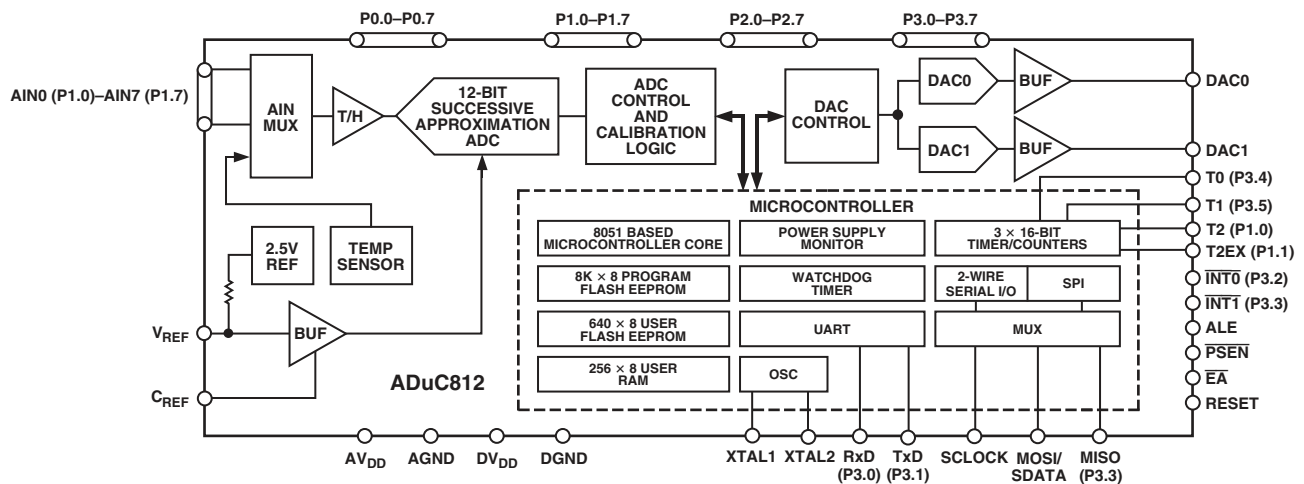 P0.0–P0.7
P1.0–P1.7
P2.0–P2.7
P3.0–P3.7
AIN0 (P1.0)–AIN7 (P1.7)
AIN
MUX
T/H
12-BIT
SUCCESSIVE
APPROXIMATION
ADC
ADC
CONTROL
AND
CALIBRATION
LOGIC
DAC
CONTROL
DAC0
BUF
DAC0
DAC1
BUF
DAC1
T0 (P3.4)
T1 (P3.5)
T2 (P1.0)
T2EX (P1.1)
INT0 (P3.2)
INT1 (P3.3)
ALE
PSEN
EA
RESET
2.5V
REF
TEMP
SENSOR
VREF
BUF
CREF
ADuC812
MICROCONTROLLER
8051 BASED
MICROCONTROLLER CORE
POWER SUPPLY
MONITOR
3 × 16-BIT
TIMER/COUNTERS
8K × 8 PROGRAM
FLASH EEPROM
WATCHDOG
TIMER
2-WIRE
SERIAL I/O
SPI
640 × 8 USER
FLASH EEPROM
UART
MUX
256 × 8 USER
RAM
OSC
AVDD
AGND
DVDD
DGND
XTAL1
XTAL2
RxD
(P3.0)
TxD
(P3.1)
SCLOCK
MOSI/
SDATA
MISO
(P3.3)